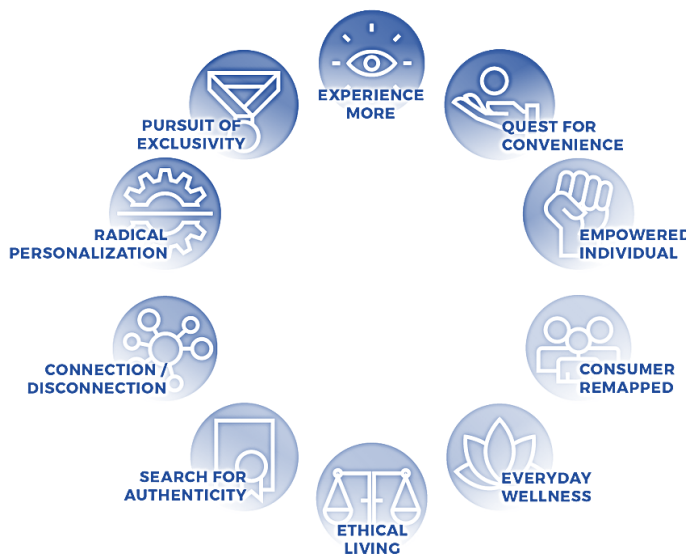 EXPERIENCE
MORE
QUEST FOR
CONVENIENCE
EMPOWERED
INDIVIDUAL
CONSUMER
REMAPPED
EVERYDAY
WELLNESS
ETHICAL
LIVING
SEARCH FOR
AUTHENTICITY
CONNECTION /
DISCONNECTION
RADICAL
PERSONALIZATION
PURSUIT OF
EXCLUSIVITY